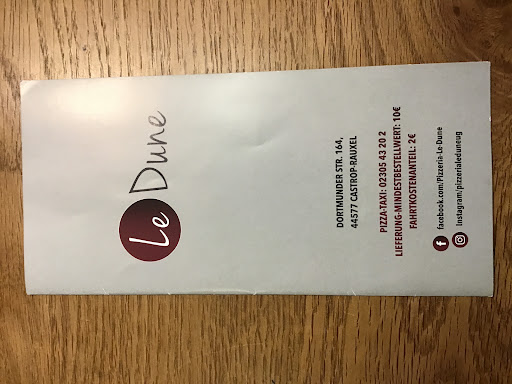 Le Dune
DORTMUNDER STR. 164,
44577 CASTROP-RAUXEL
PIZZA-TAXI: 02305 43 20 2
LIEFERUNG-MINDESTBESTELLWERT: 10€
FAHRTKOSTENANTEIL: 2€
f facebook.com/Pizzeria-Le-Dune
Instagram/pizzerialeduneug